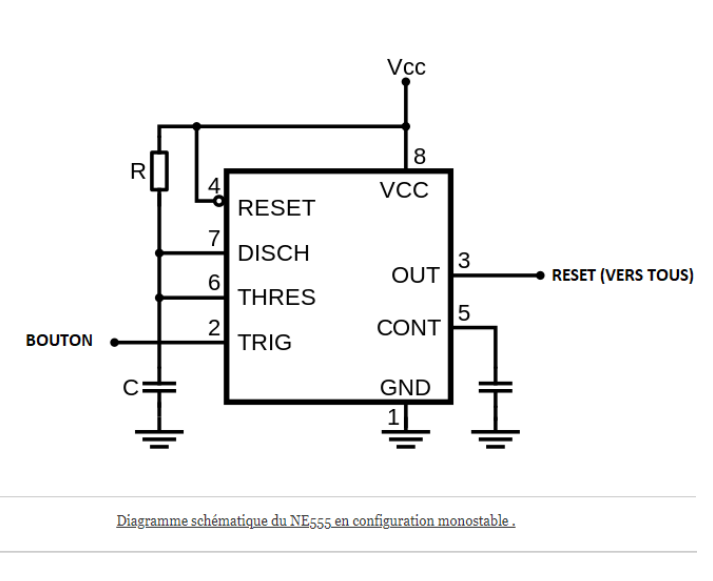 Vcc
8
VCC
R
4
RESET
7
DISCH
3
OUT
RESET (VERS TOUS)
6
THRES
5
CONT
2
BOUTON
TRIG
C
GND
1
Diagramme schématique du NE555 en configuration monostable .